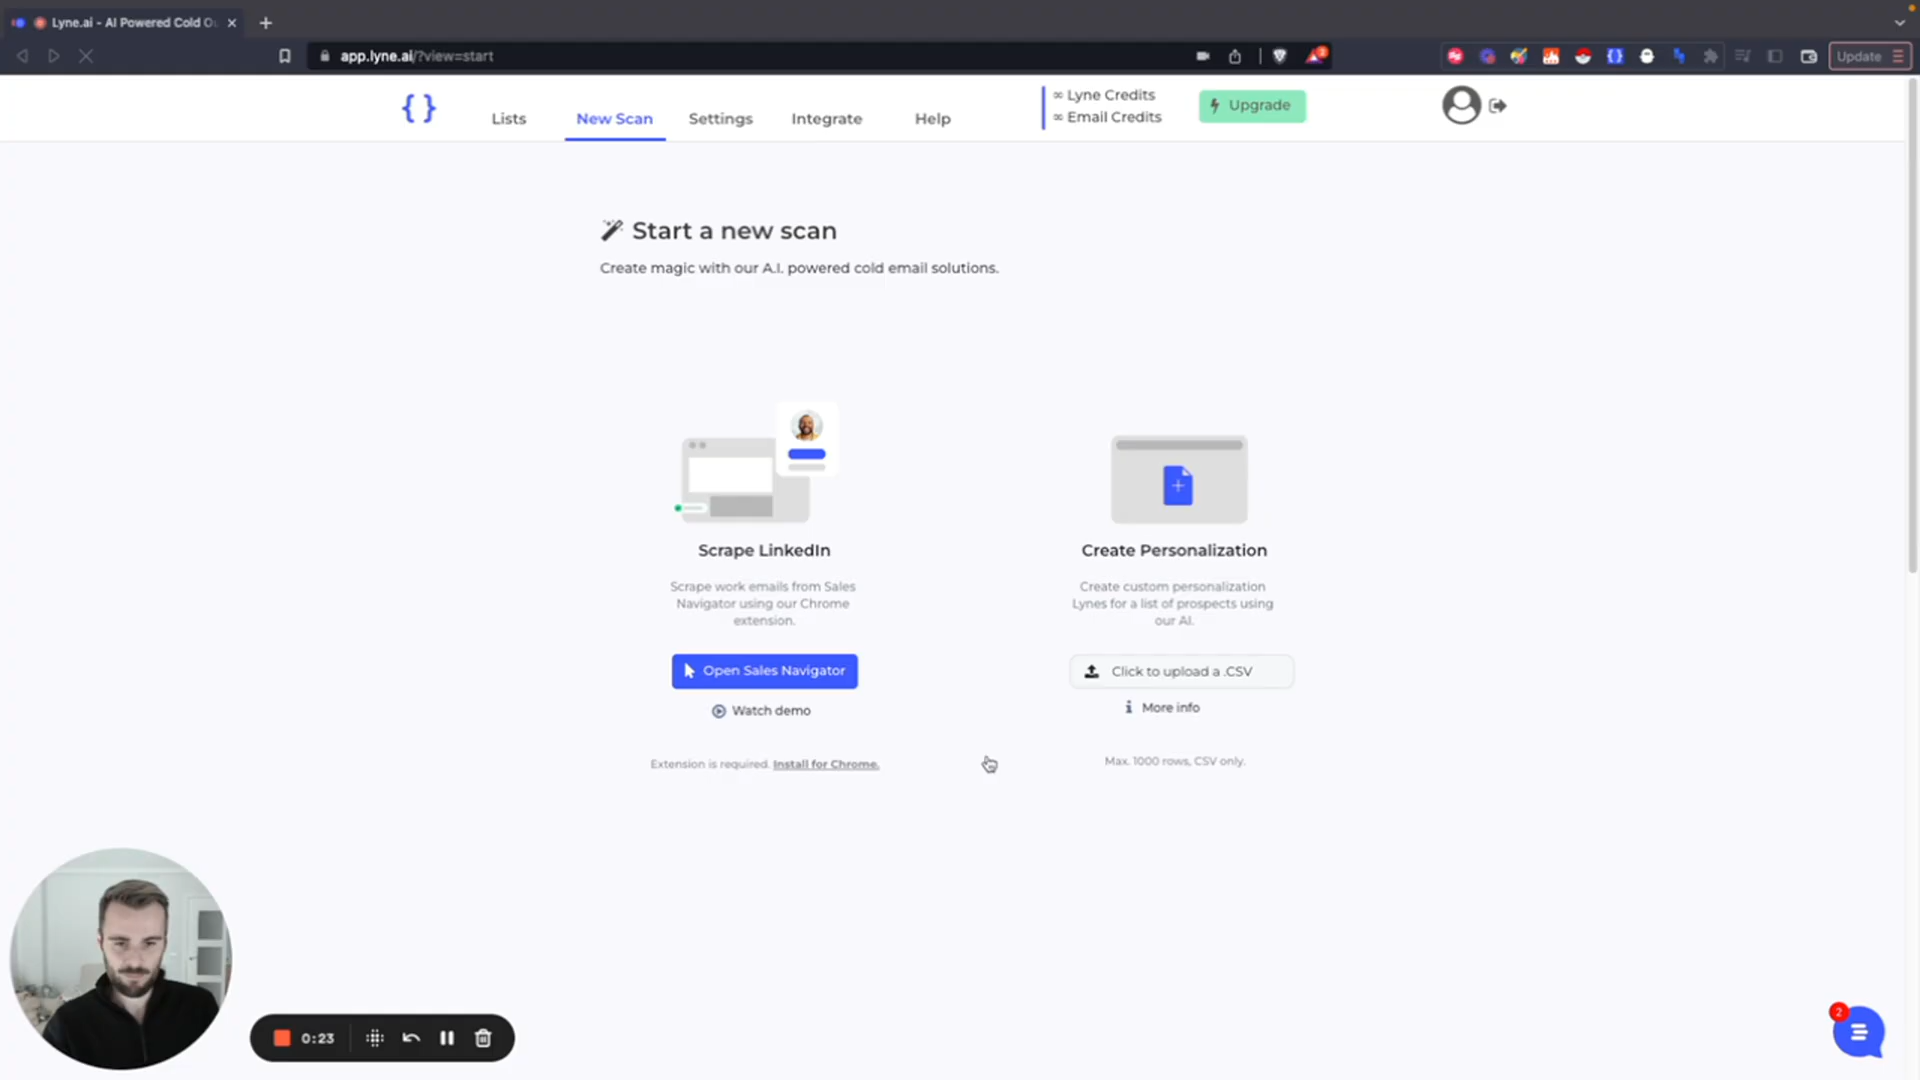 Lyne.ai - AI Powered Cold O
app.lyne.ai/?view=start
Update
{ }
Lists
New Scan
Settings
Integrate
Help
∞ Lyne Credits
∞ Email Credits
Upgrade
Start a new scan
Create magic with our A.I. powered cold email solutions.
Scrape LinkedIn
Scrape work emails from Sales
Navigator using our Chrome
extension.
Open Sales Navigator
Watch demo
Extension is required. Install for Chrome.
Create Personalization
Create custom personalization
Lynes for a list of prospects using
our AI.
Click to upload a .CSV
More info
Max. 1000 rows, CSV only.
0:23
2